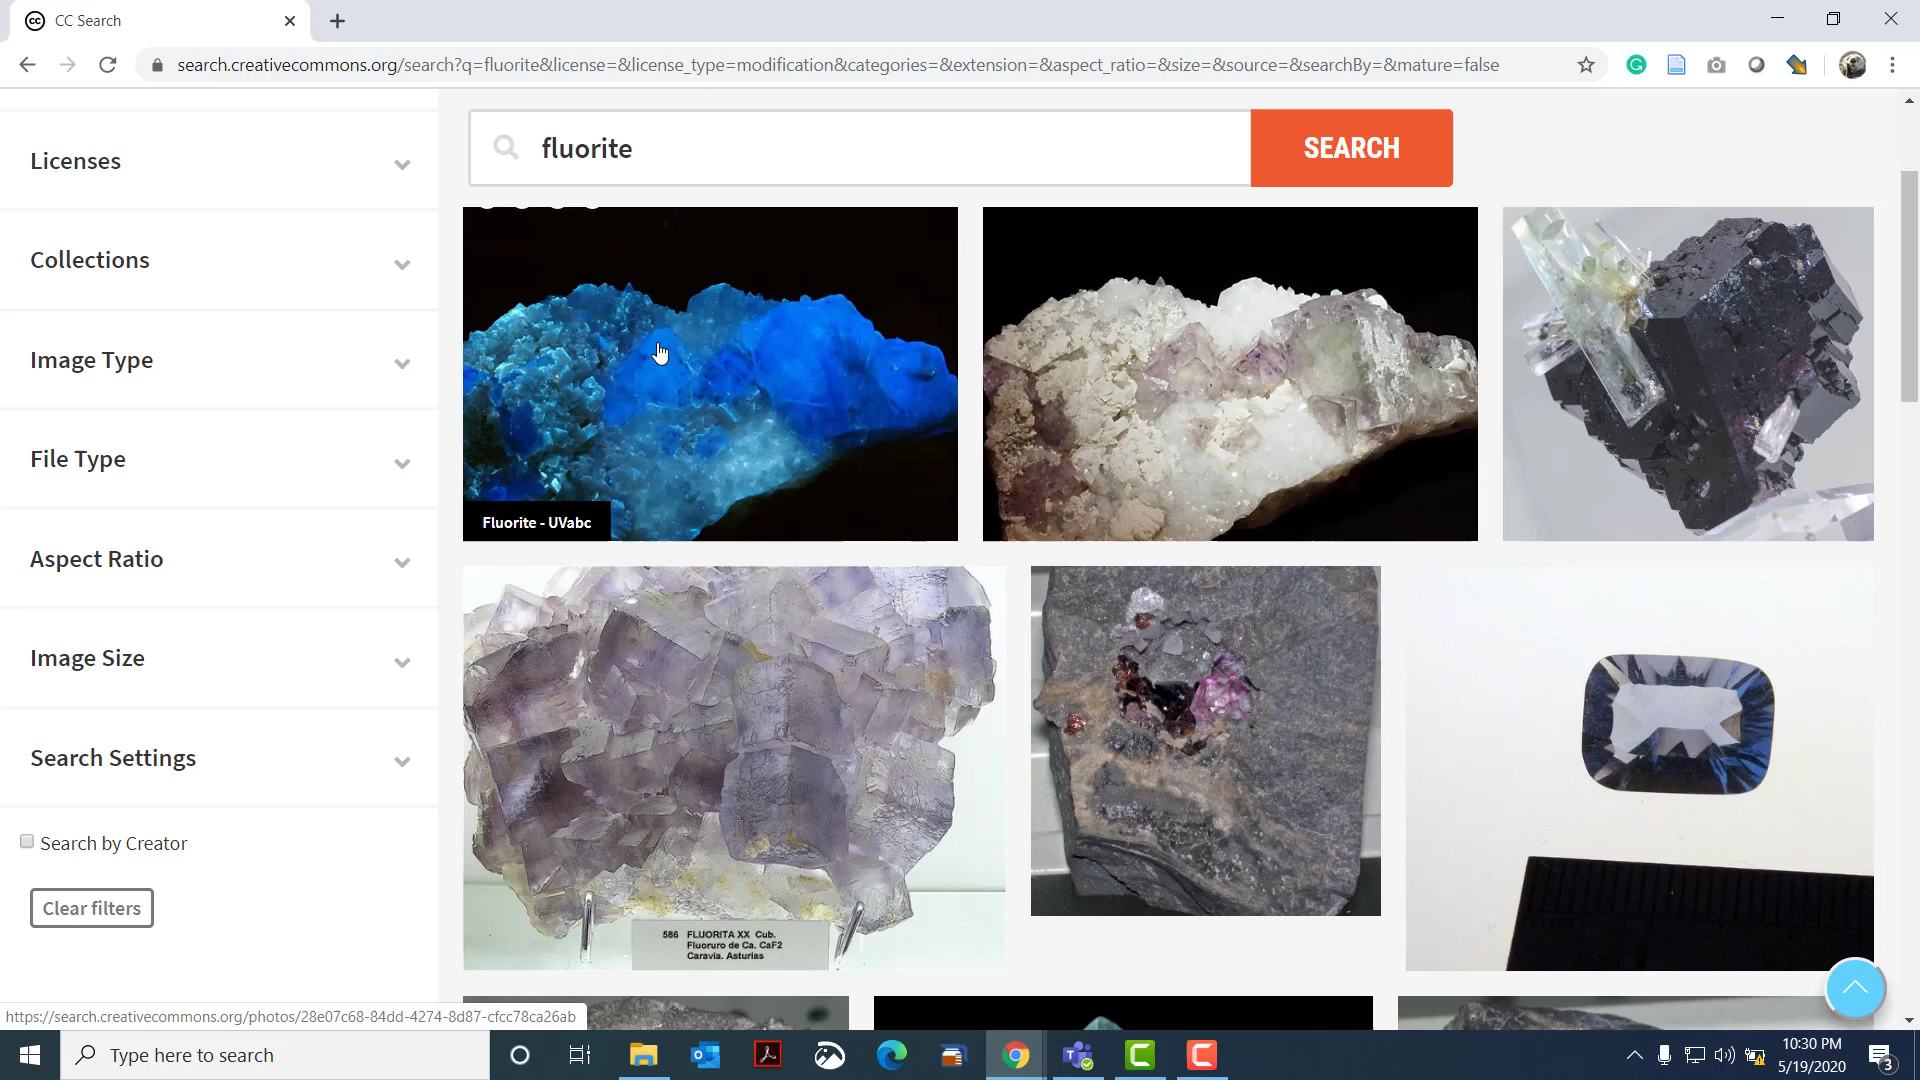 CC Search
search.creativecommons.org/search?q=fluorite&license=&license_type=modification&categories=&extension=&aspect_ratio=&size=&source=&searchBy=&mature=false
fluorite
SEARCH
Licenses
Collections
Image Type
File Type
Aspect Ratio
Image Size
Search Settings
Search by Creator
Clear filters
Fluorite - UVabc
586 FLUORITA XX Cub.
Fluoruro de Ca. CaF2
Caravia. Asturias
https://search.creativecommons.org/photos/28e07c68-84dd-4274-8d87-cfcc78ca26ab
Type here to search
10:30 PM
5/19/2020
3